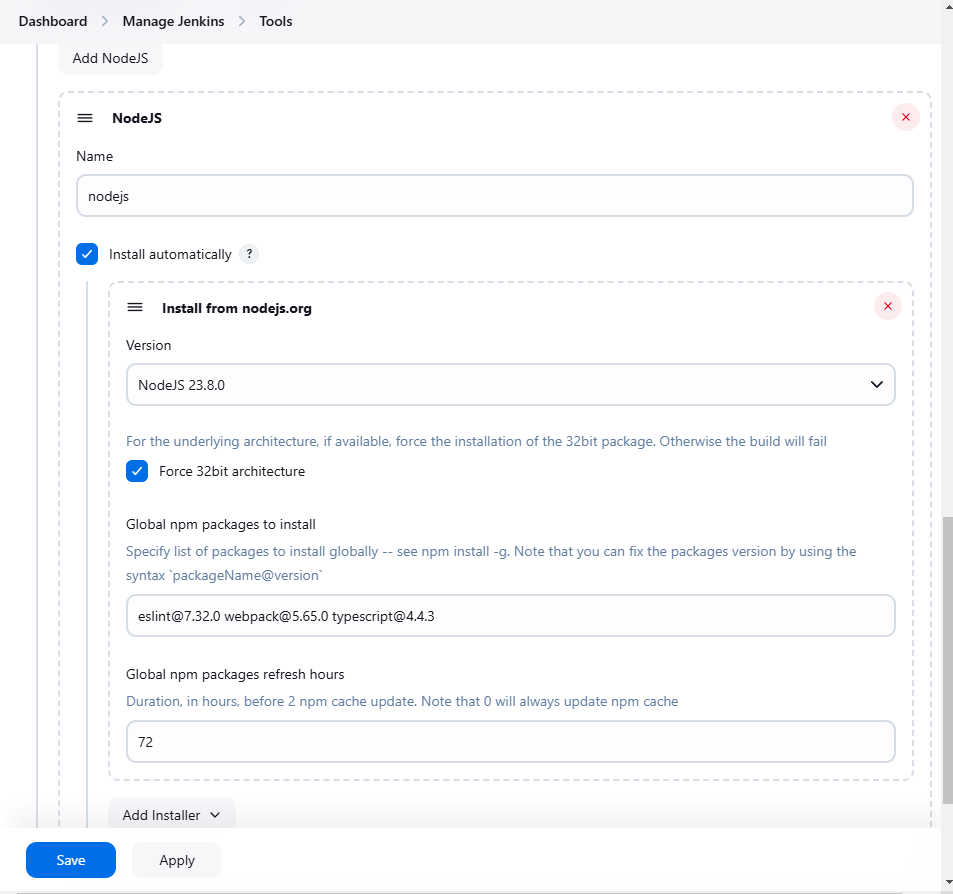 Dashboard > Manage Jenkins > Tools
Add NodeJS
NodeJS
Name
nodejs
Install automatically ?
Install from nodejs.org
Version
NodeJS 23.8.0
For the underlying architecture, if available, force the installation of the 32bit package. Otherwise the build will fail
Force 32bit architecture
Global npm packages to install
Specify list of packages to install globally -- see npm install -g. Note that you can fix the packages version by using the
syntax `packageName@version`
eslint@7.32.0 webpack@5.65.0 typescript@4.4.3
Global npm packages refresh hours
Duration, in hours, before 2 npm cache update. Note that 0 will always update npm cache
72
Add Installer
Save Apply